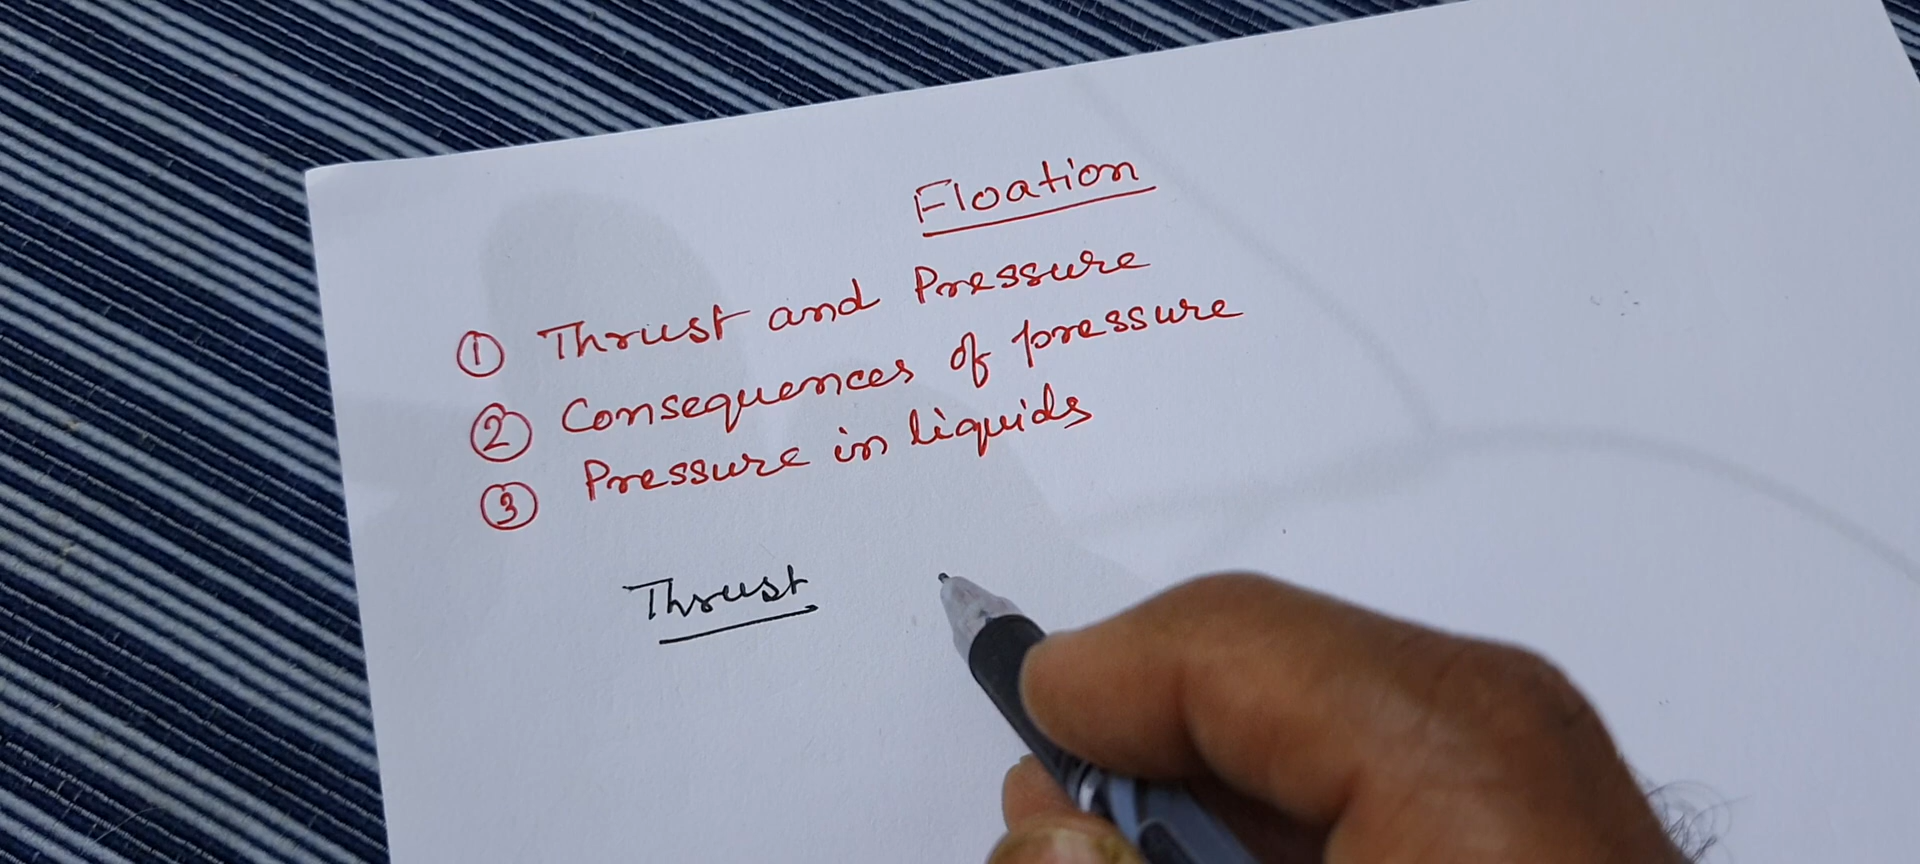 Floation
① Thrust and Pressure
② Consequences of pressure
③ Pressure in liquids
Thrust